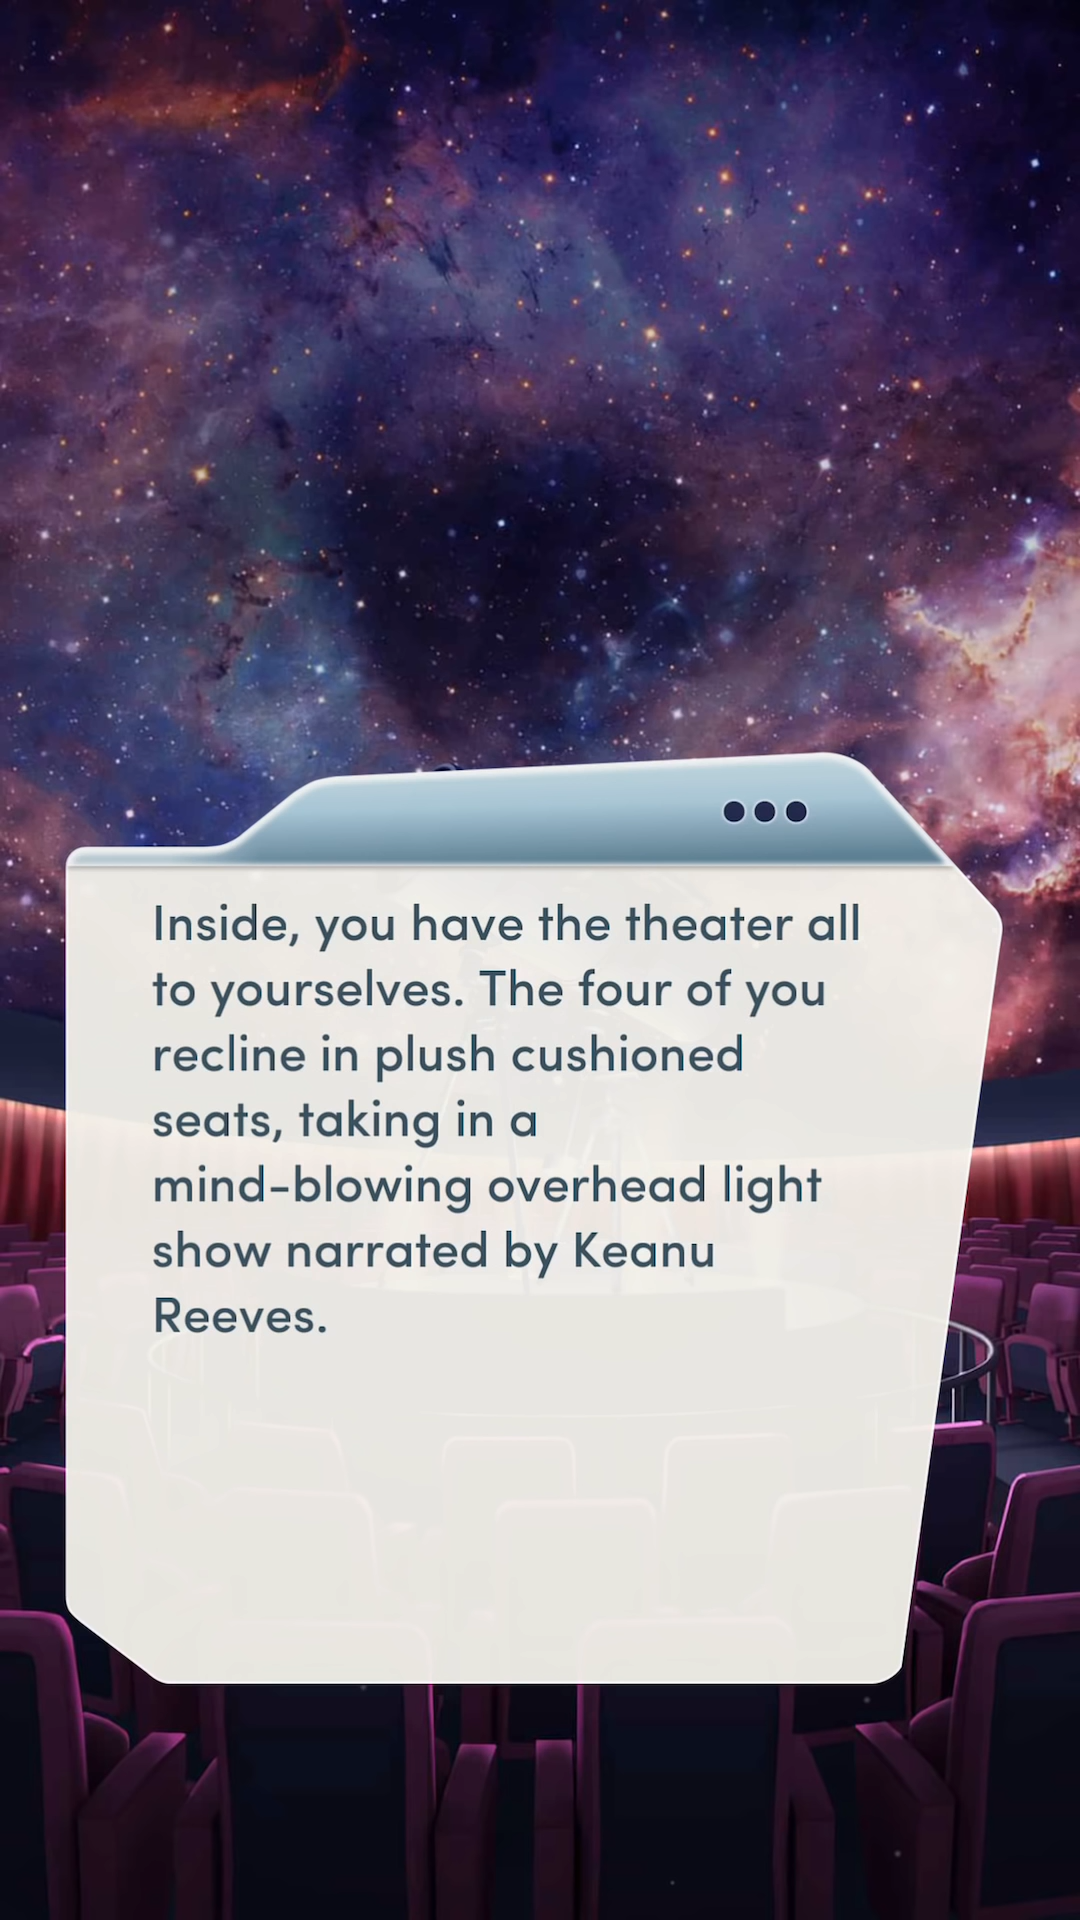 Inside, you have the theater all
to yourselves. The four of you
recline in plush cushioned
seats, taking in a
mind-blowing overhead light
show narrated by Keanu
Reeves.